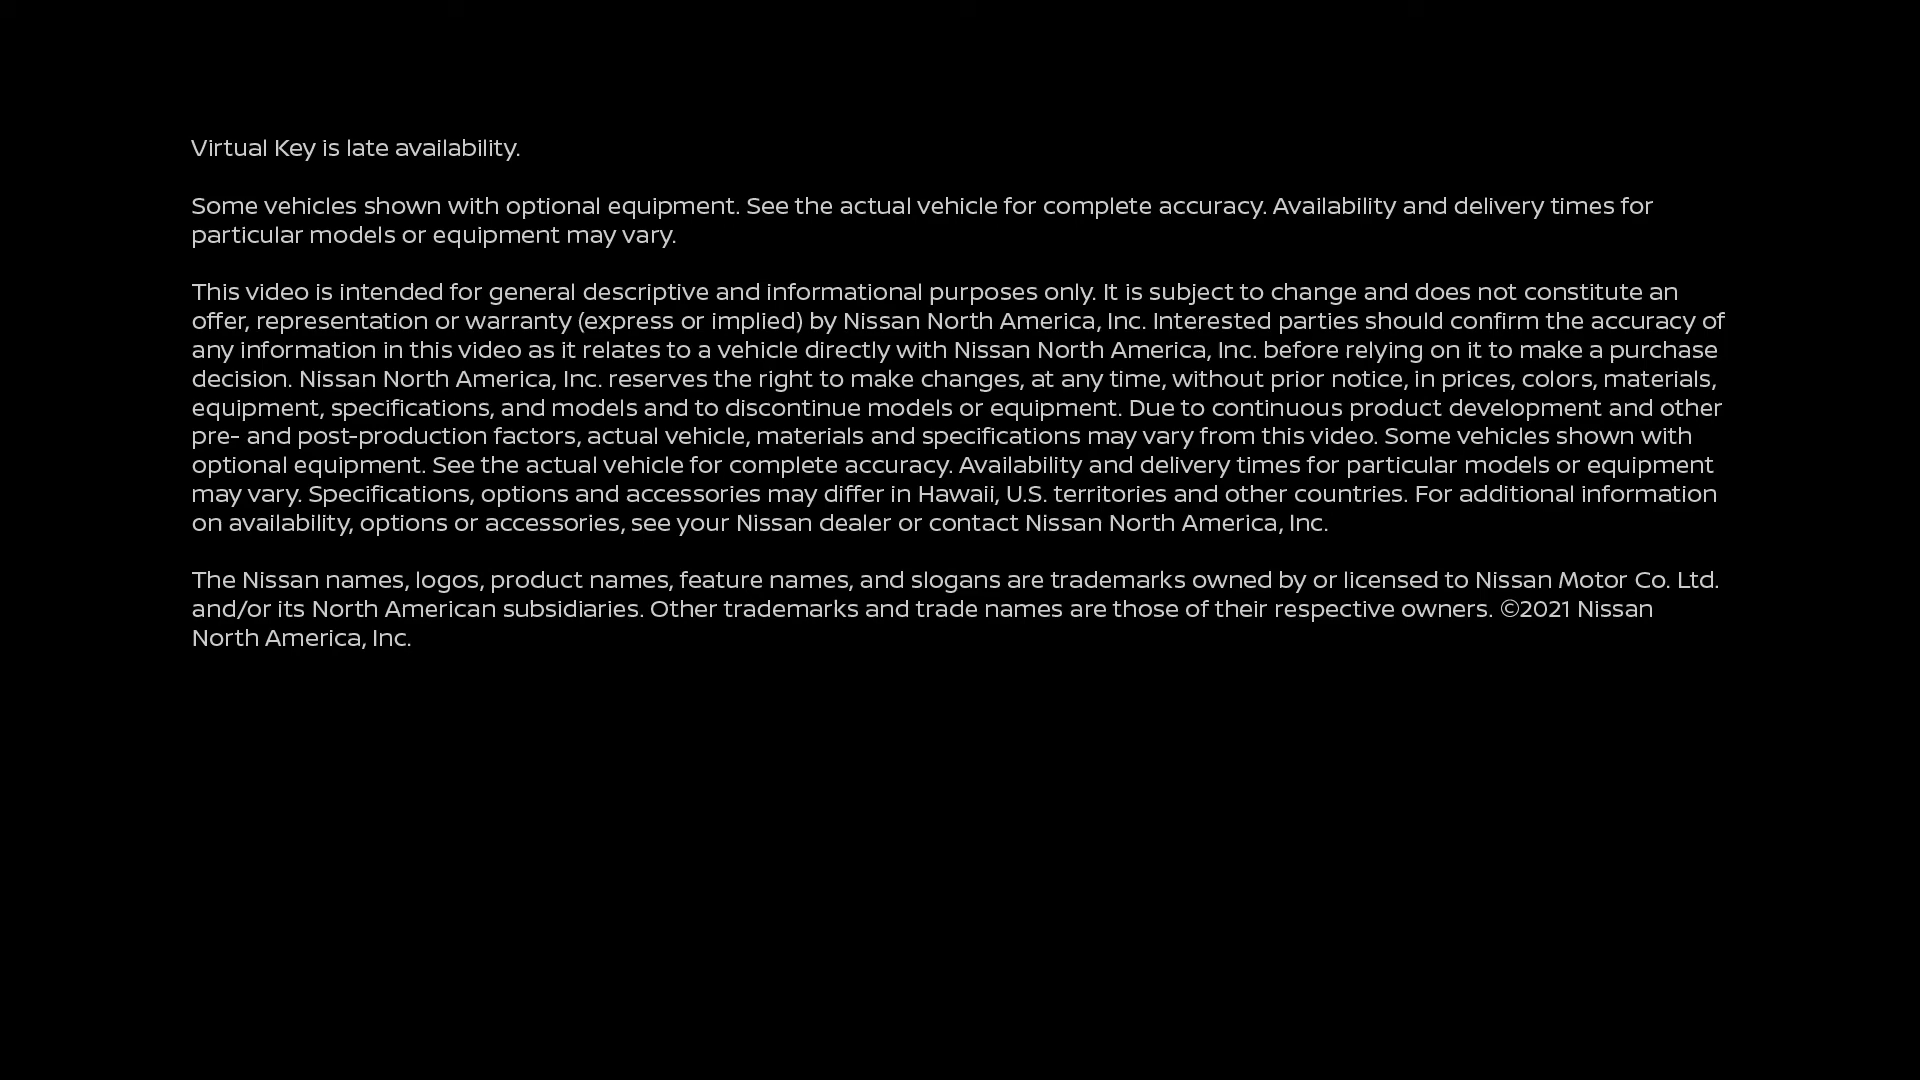 Virtual Key is late availability.
Some vehicles shown with optional equipment. See the actual vehicle for complete accuracy. Availability and delivery times for
particular models or equipment may vary.
This video is intended for general descriptive and informational purposes only. It is subject to change and does not constitute an
offer, representation or warranty (express or implied) by Nissan North America, Inc. Interested parties should confirm the accuracy of
any information in this video as it relates to a vehicle directly with Nissan North America, Inc. before relying on it to make a purchase
decision. Nissan North America, Inc. reserves the right to make changes, at any time, without prior notice, in prices, colors, materials,
equipment, specifications, and models and to discontinue models or equipment. Due to continuous product development and other
pre- and post-production factors, actual vehicle, materials and specifications may vary from this video. Some vehicles shown with
optional equipment. See the actual vehicle for complete accuracy. Availability and delivery times for particular models or equipment
may vary. Specifications, options and accessories may differ in Hawaii, U.S. territories and other countries. For additional information
on availability, options or accessories, see your Nissan dealer or contact Nissan North America, Inc.
The Nissan names, logos, product names, feature names, and slogans are trademarks owned by or licensed to Nissan Motor Co. Ltd.
and/or its North American subsidiaries. Other trademarks and trade names are those of their respective owners. ©2021 Nissan
North America, Inc.